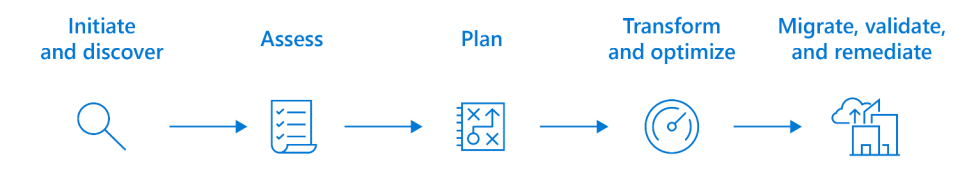 Initiate
and discover
Assess
Plan
Transform
and optimize
Migrate, validate,
and remediate